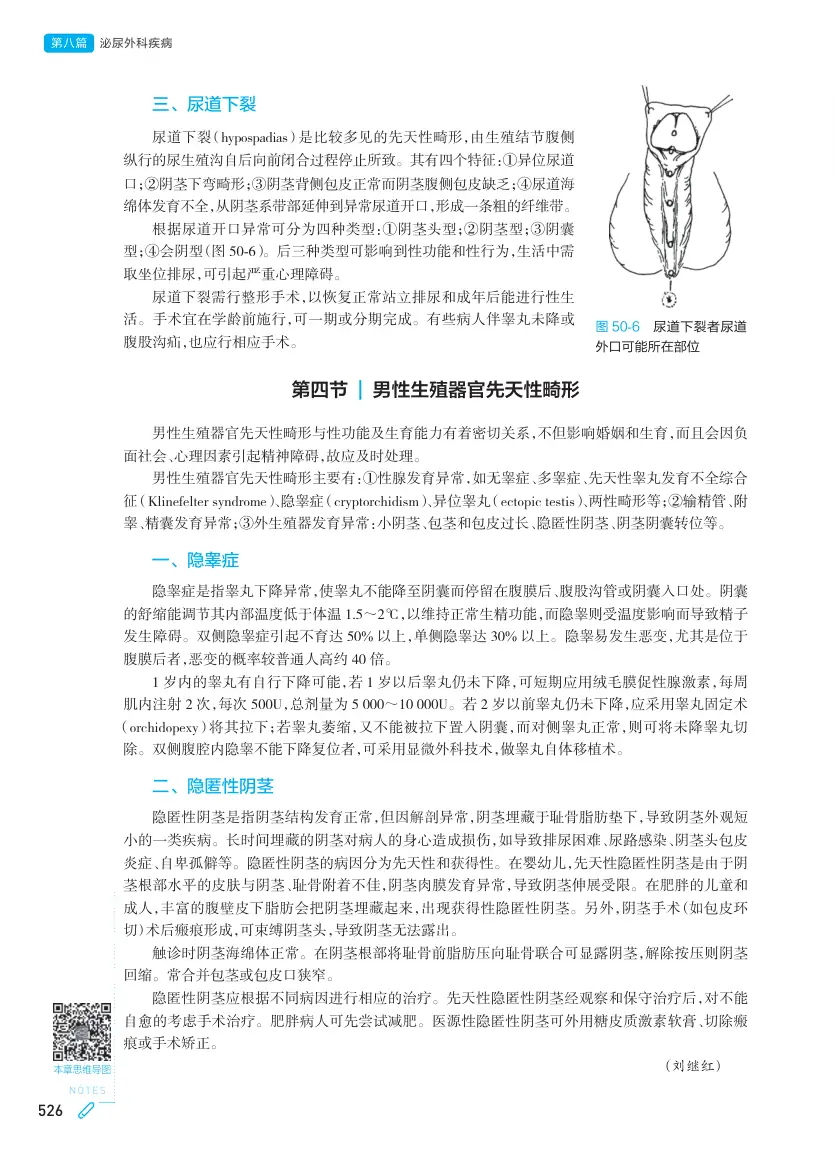 第八篇 泌尿外科疾病
三、尿道下裂
尿道下裂（hypospadias）是比较多见的先天性畸形，由生殖结节腹侧
纵行的尿生殖沟自后向前闭合过程停止所致。其有四个特征：①异位尿道
口；②阴茎下弯畸形；③阴茎背侧包皮正常而阴茎腹侧包皮缺乏；④尿道海
绵体发育不全，从阴茎系带部延伸到异常尿道开口，形成一条粗的纤维带。
根据尿道开口异常可分为四种类型：①阴茎头型；②阴茎型；③阴囊
型；④会阴型（图 50-6）。后三种类型可影响到性功能和性行为，生活中需
取坐位排尿，可引起严重心理障碍。
尿道下裂需行整形手术，以恢复正常站立排尿和成年后能进行性生
活。手术宜在学龄前施行，可一期或分期完成。有些病人伴睾丸未降或
腹股沟疝，也应行相应手术。
图 50-6 尿道下裂者尿道
外口可能所在部位
第四节 | 男性生殖器官先天性畸形
男性生殖器官先天性畸形与性功能及生育能力有着密切关系，不但影响婚姻和生育，而且会因负
面社会、心理因素引起精神障碍，故应及时处理。
男性生殖器官先天性畸形主要有：①性腺发育异常，如无睾症、多睾症、先天性睾丸发育不全综合
征（Klinefelter syndrome）、隐睾症（cryptorchidism）、异位睾丸（ectopic testis）、两性畸形等；②输精管、附
睾、精囊发育异常；③外生殖器发育异常：小阴茎、包茎和包皮过长、隐匿性阴茎、阴茎阴囊转位等。
一、隐睾症
隐睾症是指睾丸下降异常，使睾丸不能降至阴囊而停留在腹膜后、腹股沟管或阴囊入口处。阴囊
的舒缩能调节其内部温度低于体温 1.5～2℃，以维持正常生精功能，而隐睾则受温度影响而导致精子
发生障碍。双侧隐睾症引起不育达 50% 以上，单侧隐睾达 30% 以上。隐睾易发生恶变，尤其是位于
腹膜后者，恶变的概率较普通人高约 40 倍。
1 岁内的睾丸有自行下降可能，若 1 岁以后睾丸仍未下降，可短期应用绒毛膜促性腺激素，每周
肌内注射 2 次，每次 500U，总剂量为 5 000～10 000U。若 2 岁以前睾丸仍未下降，应采用睾丸固定术
（orchidopexy）将其拉下；若睾丸萎缩，又不能被拉下置入阴囊，而对侧睾丸正常，则可将未降睾丸切
除。双侧腹腔内隐睾不能下降复位者，可采用显微外科技术，做睾丸自体移植术。
二、隐匿性阴茎
隐匿性阴茎是指阴茎结构发育正常，但因解剖异常，阴茎埋藏于耻骨脂肪垫下，导致阴茎外观短
小的一类疾病。长时间埋藏的阴茎对病人的身心造成损伤，如导致排尿困难、尿路感染、阴茎头包皮
炎症、自卑孤僻等。隐匿性阴茎的病因分为先天性和获得性。在婴幼儿，先天性隐匿性阴茎是由于阴
茎根部水平的皮肤与阴茎、耻骨附着不佳，阴茎肉膜发育异常，导致阴茎伸展受限。在肥胖的儿童和
成人，丰富的腹壁皮下脂肪会把阴茎埋藏起来，出现获得性隐匿性阴茎。另外，阴茎手术（如包皮环
切）术后瘢痕形成，可束缚阴茎头，导致阴茎无法露出。
触诊时阴茎海绵体正常。在阴茎根部将耻骨前脂肪压向耻骨联合可显露阴茎，解除按压则阴茎
回缩。常合并包茎或包皮口狭窄。
隐匿性阴茎应根据不同病因进行相应的治疗。先天性隐匿性阴茎经观察和保守治疗后，对不能
自愈的考虑手术治疗。肥胖病人可先尝试减肥。医源性隐匿性阴茎可外用糖皮质激素软膏、切除瘢
痕或手术矫正。
（刘继红）
本章思维导图
NOTES
526